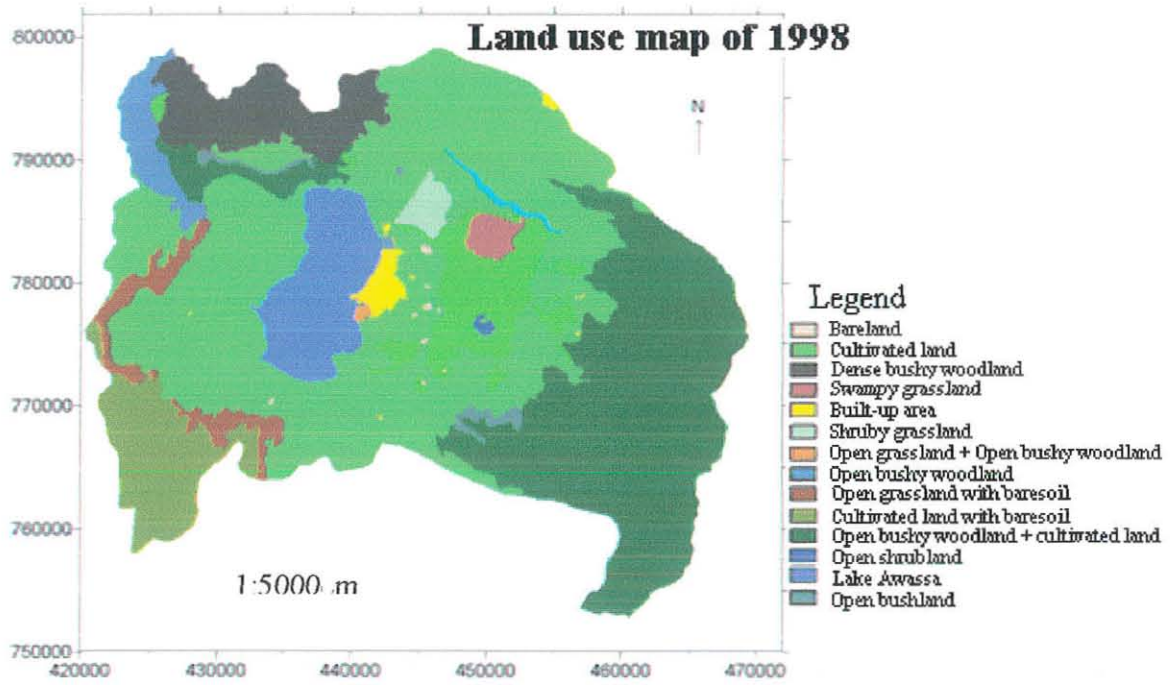 Land use map of 1998
800000
790000
780000
770000
760000
750000
N
1:5000 m
420000
430000
440000
450000
460000
470000
Legend
Bareland
Cultivated land
Dense bushy woodland
Swampy grassland
Built-up area
Shruby grassland
Open grassland + Open bushy woodland
Open bushy woodland
Open grassland with baresoil
Cultivated land with baresoil
Open bushy woodland + cultivated land
Open shrubland
Lake Awassa
Open bushland